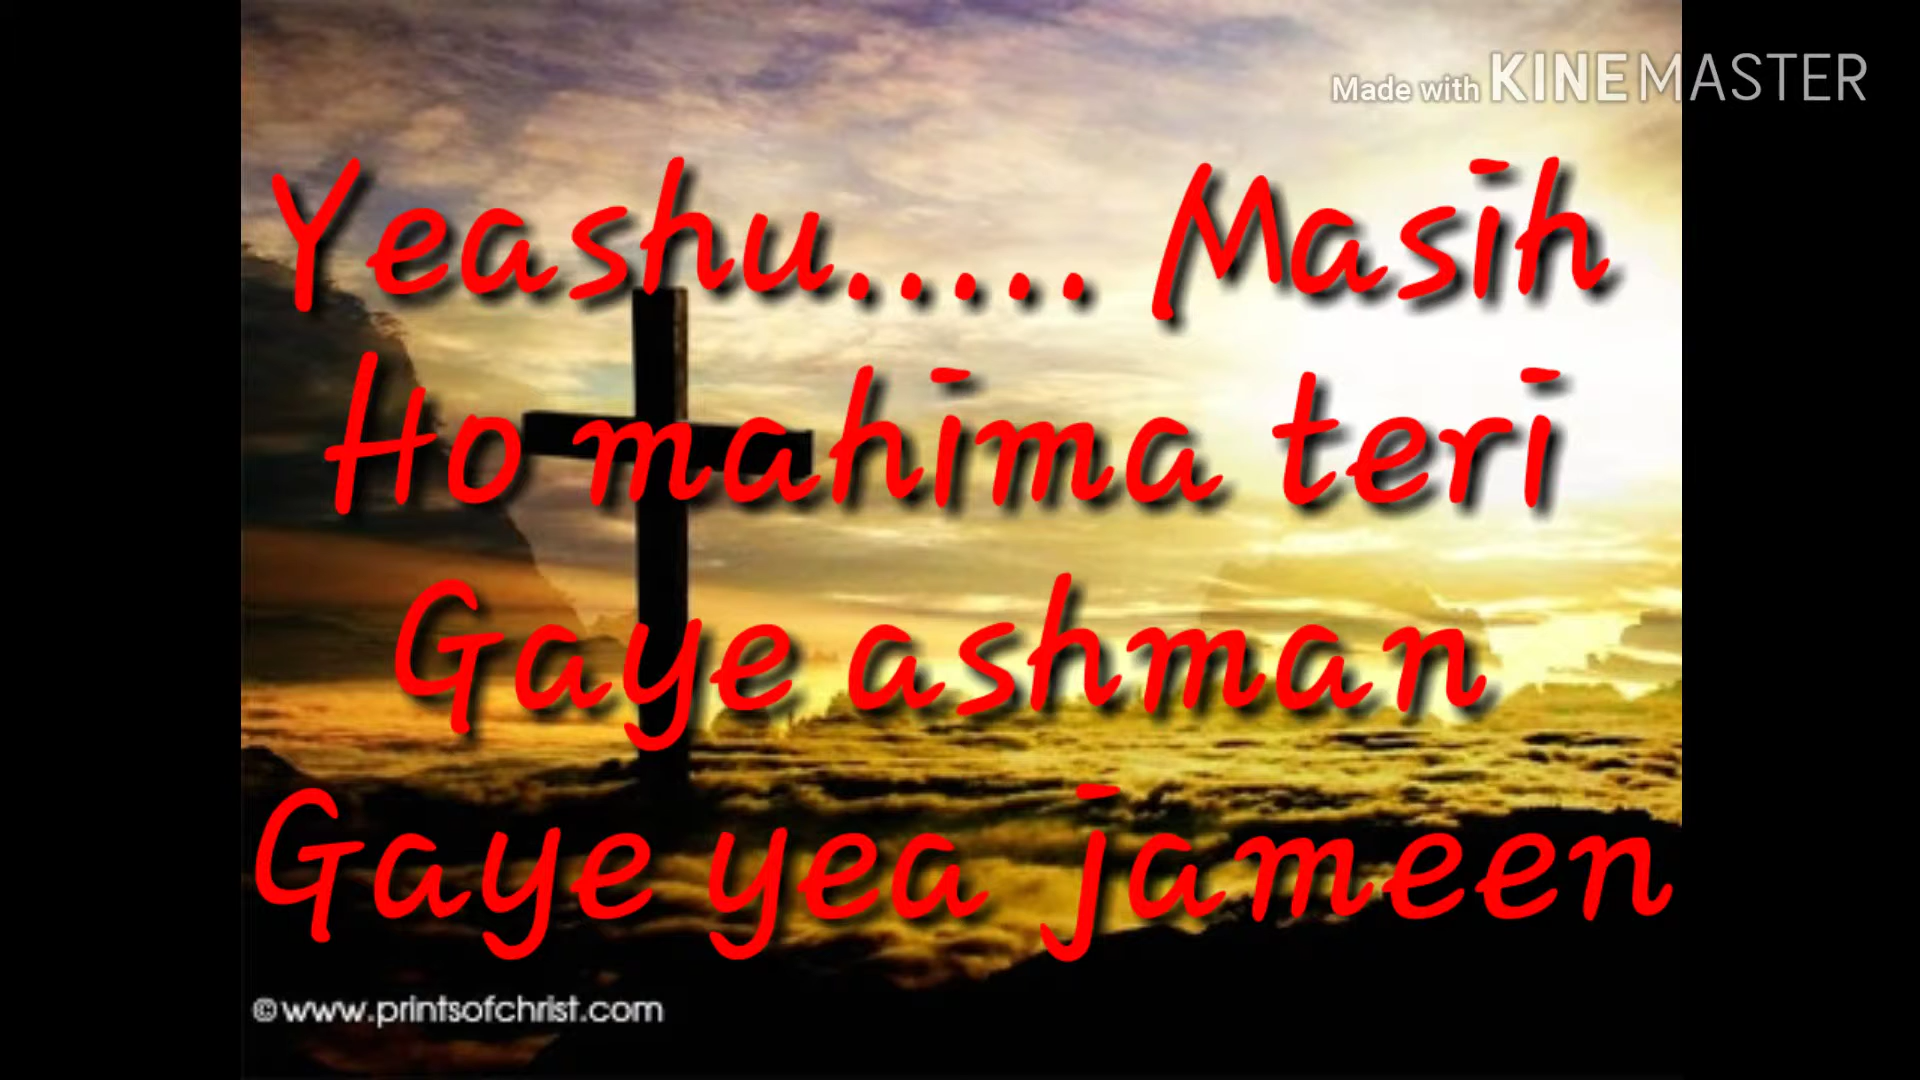 Made with KINEMASTER
Yeashu..... Masih
Ho mahima teri
Gaye ashman
Gaye yea jameen
©www.printsofchrist.com